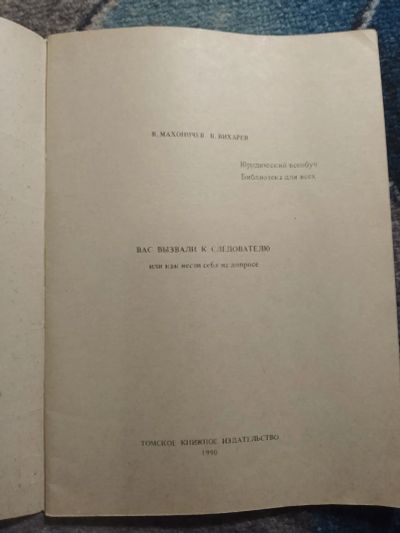 В. МАХОНИЧЕВ В. ВИХАРЕВ
Юридический всеобуч
Библиотека для всех
ВАС ВЫЗВАЛИ К СЛЕДОВАТЕЛЮ
или как вести себя на допросе
ТОМСКОЕ КНИЖНОЕ ИЗДАТЕЛЬСТВО
1990